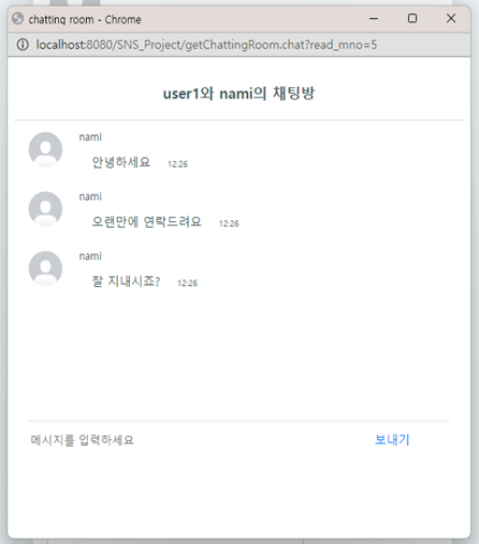 chatting room - Chrome
localhost:8080/SNS_Project/getChattingRoom.chat?read_mno=5
user1와 nami의 채팅방
nami
안녕하세요 12:26
nami
오랜만에 연락드려요 12:26
nami
잘 지내시죠? 12:26
메시지를 입력하세요 보내기